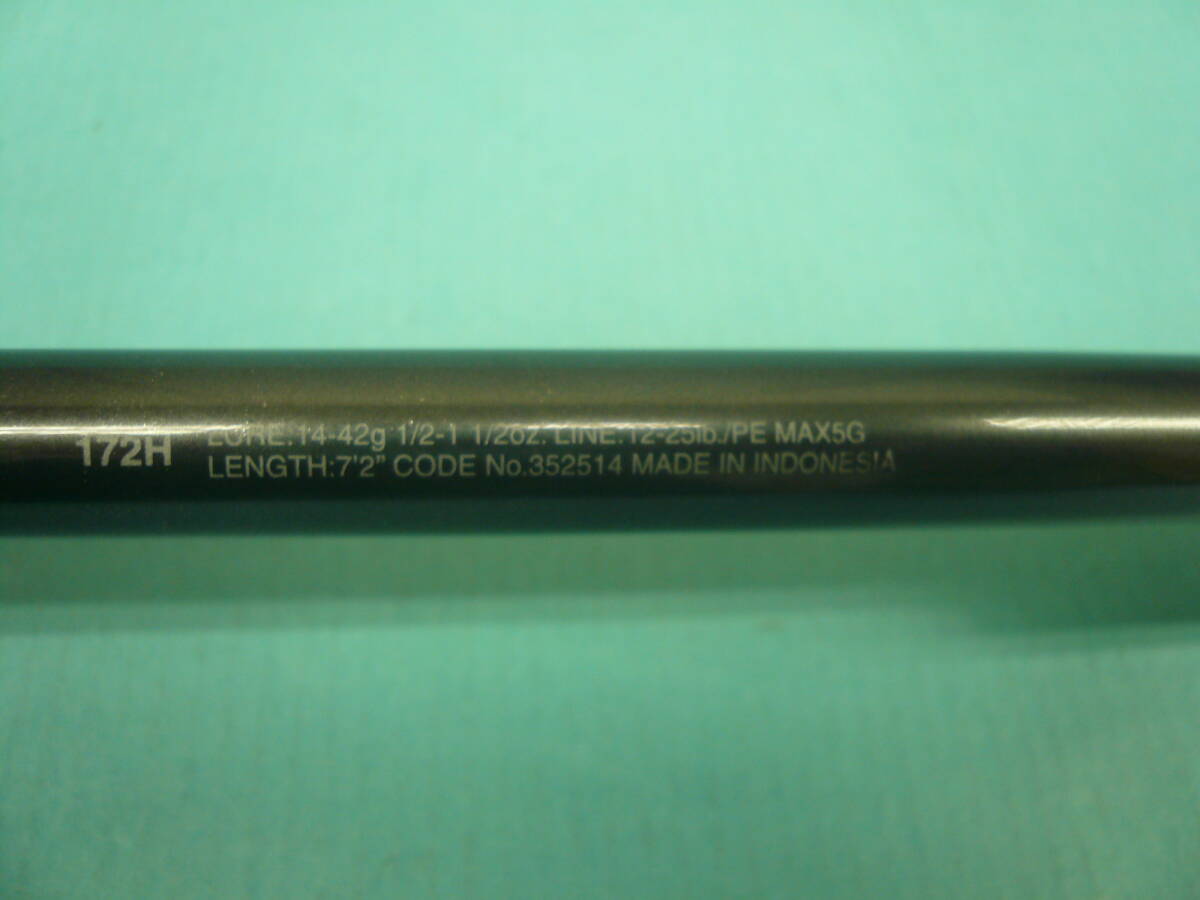 172H
LURE:14-42g 1/2-1 1/2oz. LINE:12-25lb./PE MAX5G
LENGTH:7'2" CODE No.352514 MADE IN INDONESIA